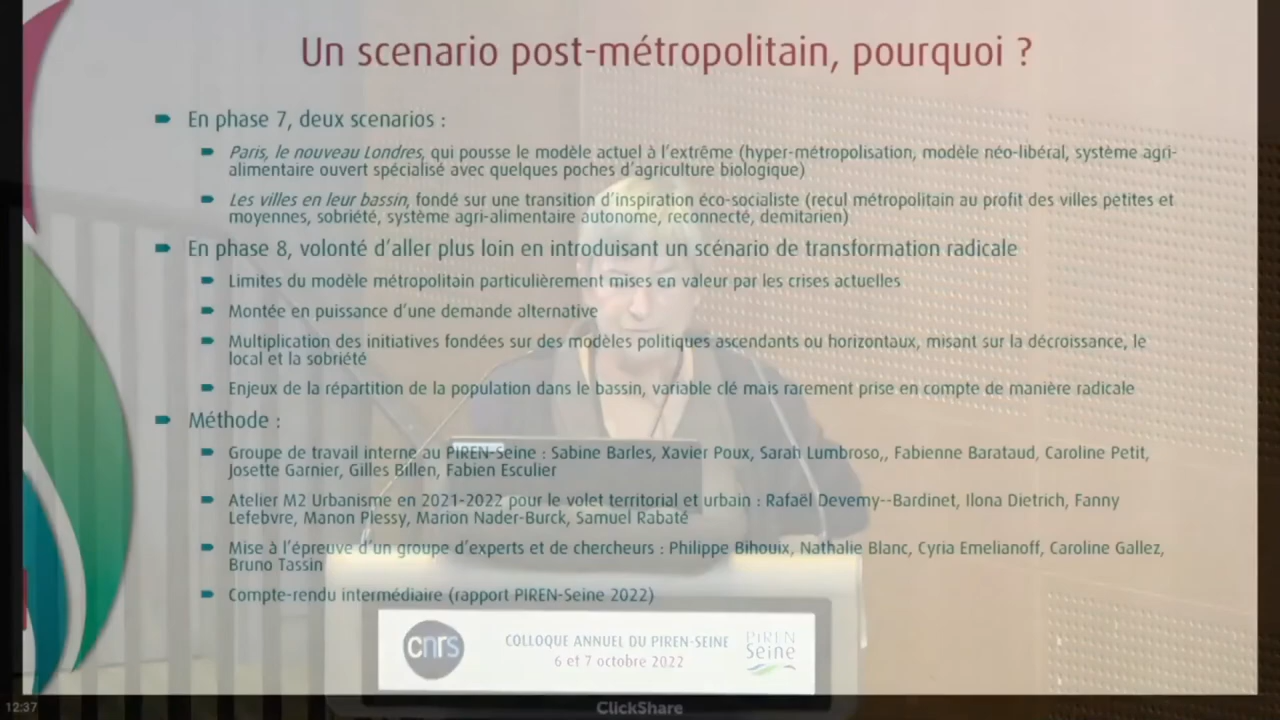 Un scenario post-métropolitain, pourquoi ?
En phase 7, deux scenarios :
Paris, le nouveau Londres, qui pousse le modèle actuel à l'extrême (hyper-métropolisation, modèle néo-libéral, système agri-
alimentaire ouvert spécialisé avec quelques poches d'agriculture biologique)
Les villes en leur bassin, fondé sur une transition d'inspiration éco-socialiste (recul métropolitain au profit des villes petites et
moyennes, sobriété, système agri-alimentaire autonome, reconnecté, demitarien)
En phase 8, volonté d'aller plus loin en introduisant un scénario de transformation radicale
Limites du modèle métropolitain particulièrement mises en valeur par les crises actuelles
Montée en puissance d'une demande alternative
Multiplication des initiatives fondées sur des modèles politiques ascendants ou horizontaux, misant sur la décroissance, le
local et la sobriété
Enjeux de la répartition de la population dans le bassin, variable clé mais rarement prise en compte de manière radicale
Méthode :
Groupe de travail interne au PIREN-Seine : Sabine Barles, Xavier Poux, Sarah Lumbroso,, Fabienne Barataud, Caroline Petit,
Josette Garnier, Gilles Billen, Fabien Esculier
Atelier M2 Urbanisme en 2021-2022 pour le volet territorial et urbain : Rafaël Devemy--Bardinet, Ilona Dietrich, Fanny
Lefebvre, Manon Plessy, Marion Nader-Burck, Samuel Rabaté
Mise à l'épreuve d'un groupe d'experts et de chercheurs : Philippe Bihouix, Nathalie Blanc, Cyria Emelianoff, Caroline Gallez,
Bruno Tassin
Compte-rendu intermédiaire (rapport PIREN-Seine 2022)
cnrs
COLLOQUE ANNUEL DU PIREN-SEINE
6 et 7 octobre 2022
PIREN
Seine
12:37
ClickShare